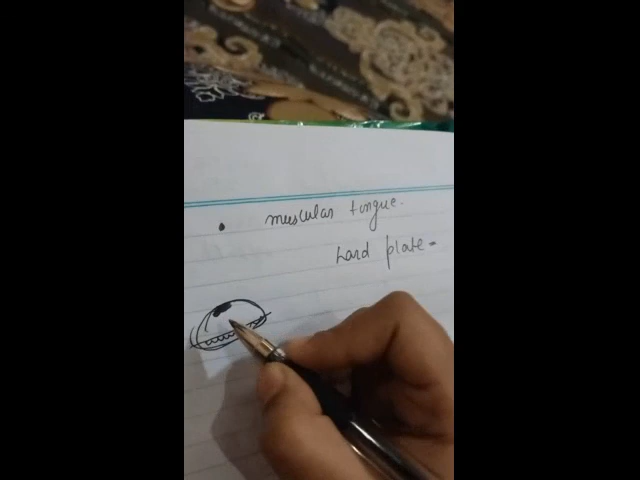 • muscular tongue.
hard plate -